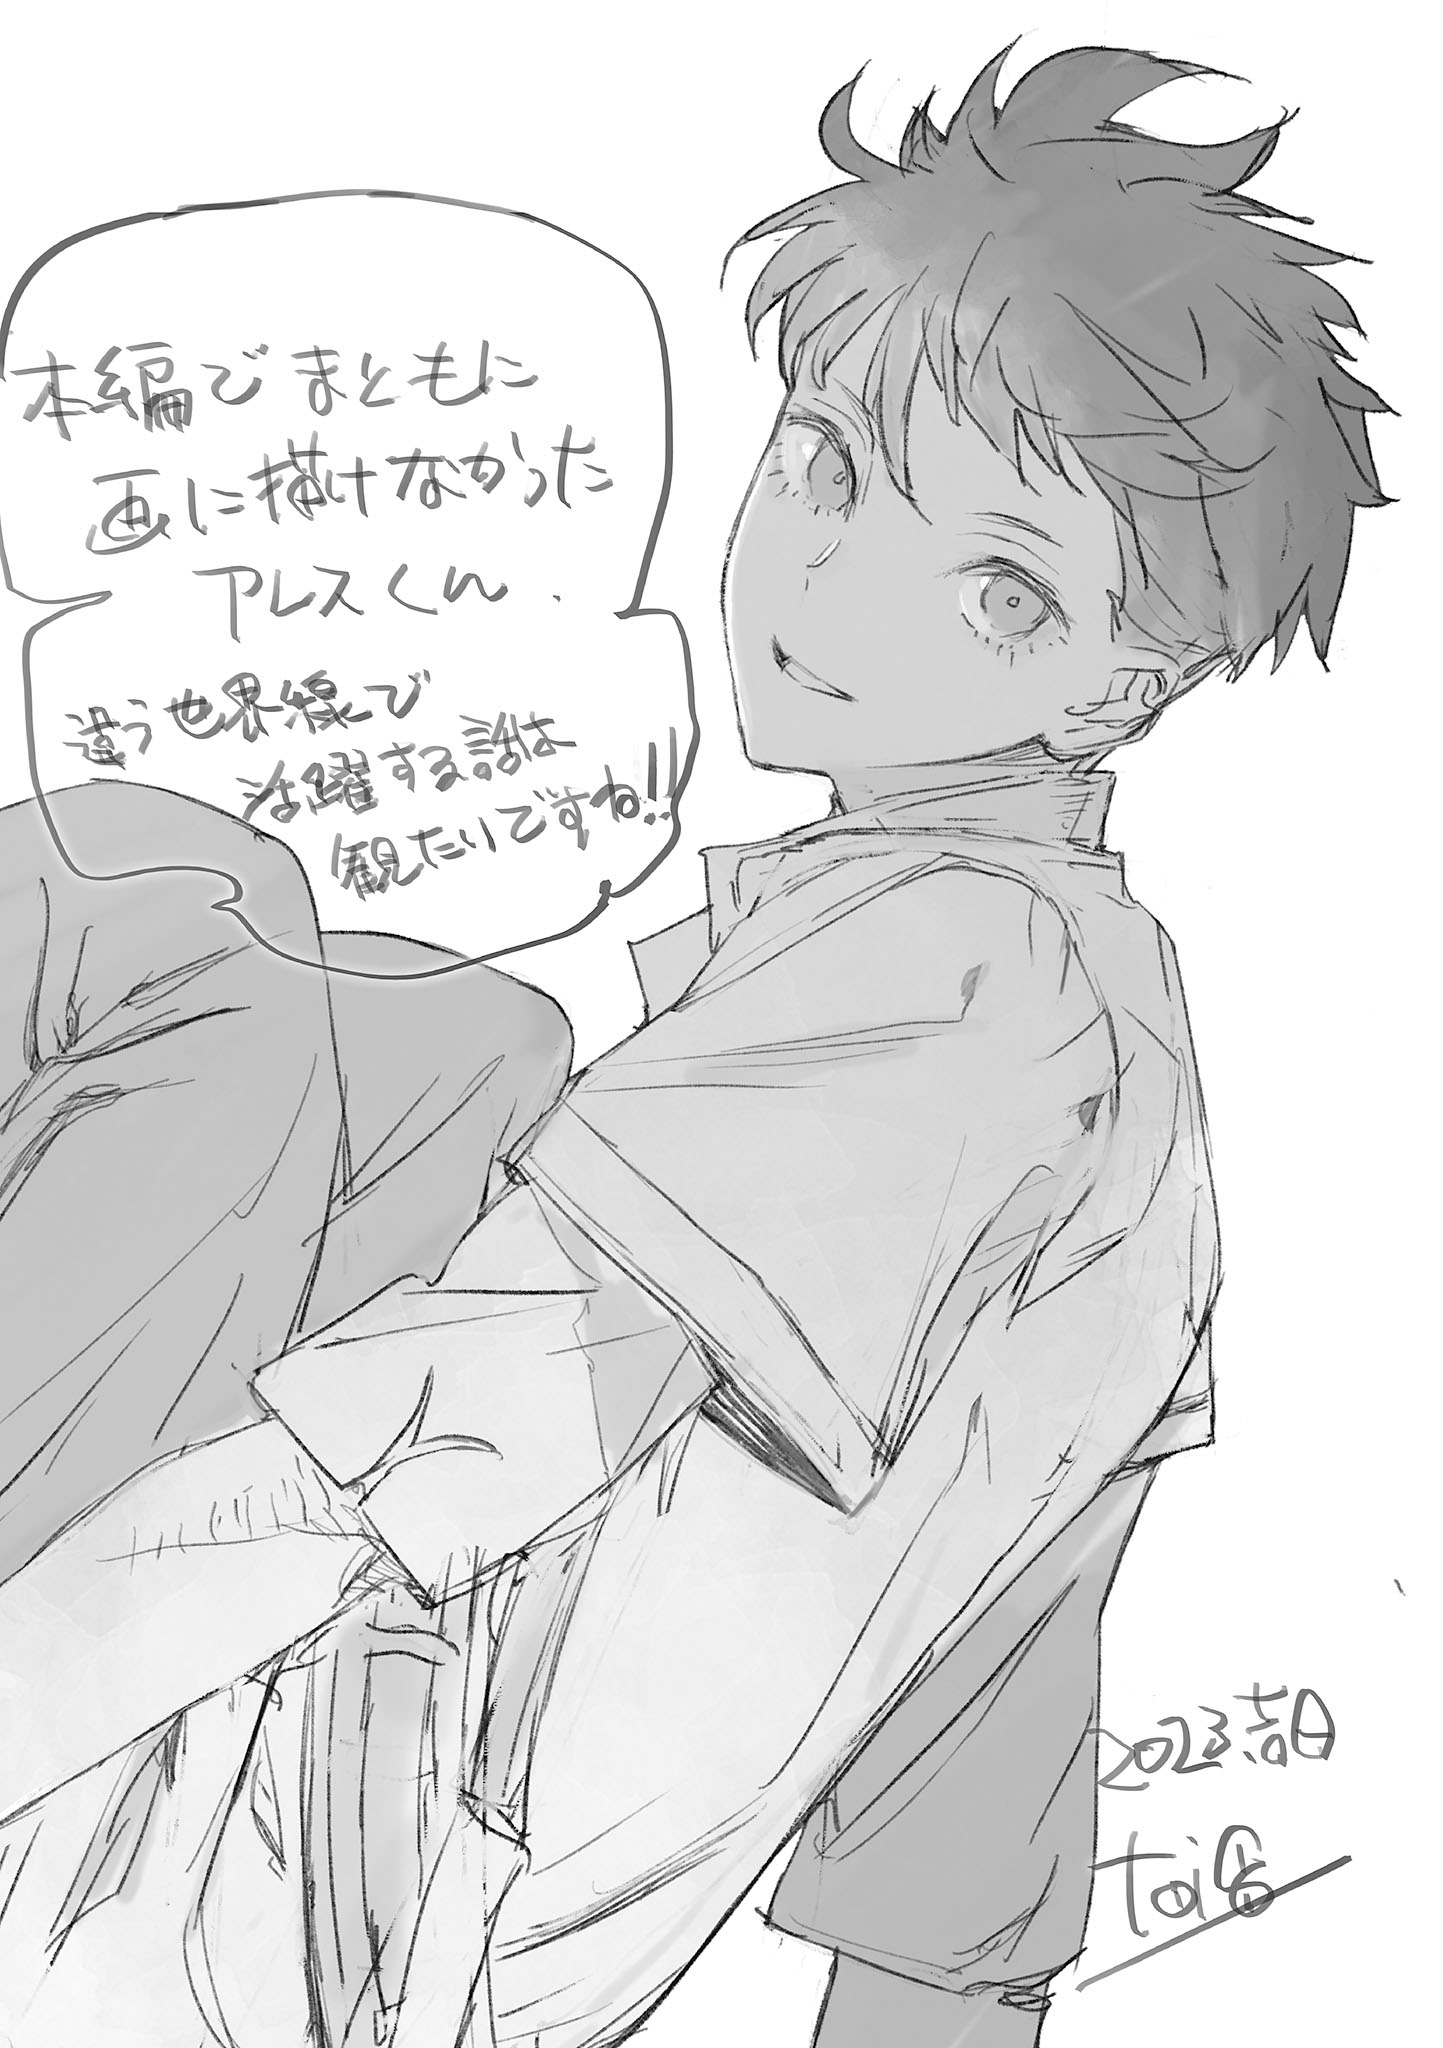 本編でまともに
画に描けなかった
アレスくん.
違う世界線で
活躍する話は
観たいですね!!
2023.吉日